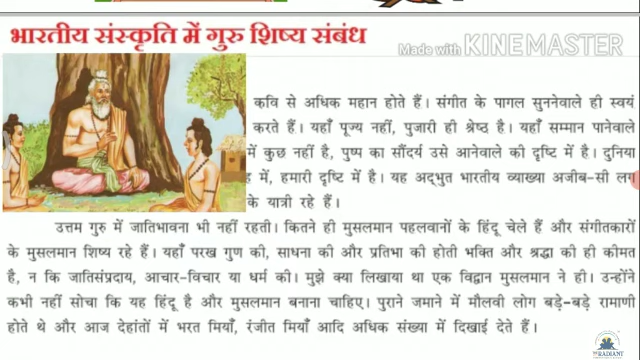 भारतीय संस्कृति में गुरु शिष्य संबंध
Made with KINEMASTER
कवि से अधिक महान होते हैं। संगीत के पागल सुननेवाले ही स्वयं
करते हैं। यहाँ पूज्य नहीं, पुजारी ही श्रेष्ठ है। यहाँ सम्मान पानेवाले
में कुछ नहीं है, पुष्प का सौंदर्य उसे आनेवाले की दृष्टि में है। दुनिया
में, हमारी दृष्टि में है। यह अद्भुत भारतीय व्याख्या अजीब-सी लग
के यात्री रहे हैं।
उत्तम गुरु में जातिभावना भी नहीं रहती। कितने ही मुसलमान पहलवानों के हिंदू चेले हैं और संगीतकारों
के मुसलमान शिष्य रहे हैं। यहाँ परख गुण की, साधना की और प्रतिभा की होती भक्ति और श्रद्धा की ही कीमत
है, न कि जातिसंप्रदाय, आचार-विचार या धर्म की। मुझे क्या लिखाया था एक विद्वान मुसलमान ने ही। उन्होंने
कभी नहीं सोचा कि यह हिंदू है और मुसलमान बनाना चाहिए। पुराने जमाने में मौलवी लोग बड़े-बड़े रामाणी
होते थे और आज देहांतों में भरत मियाँ, रंजीत मियाँ आदि अधिक संख्या में दिखाई देते हैं।
RADIANT